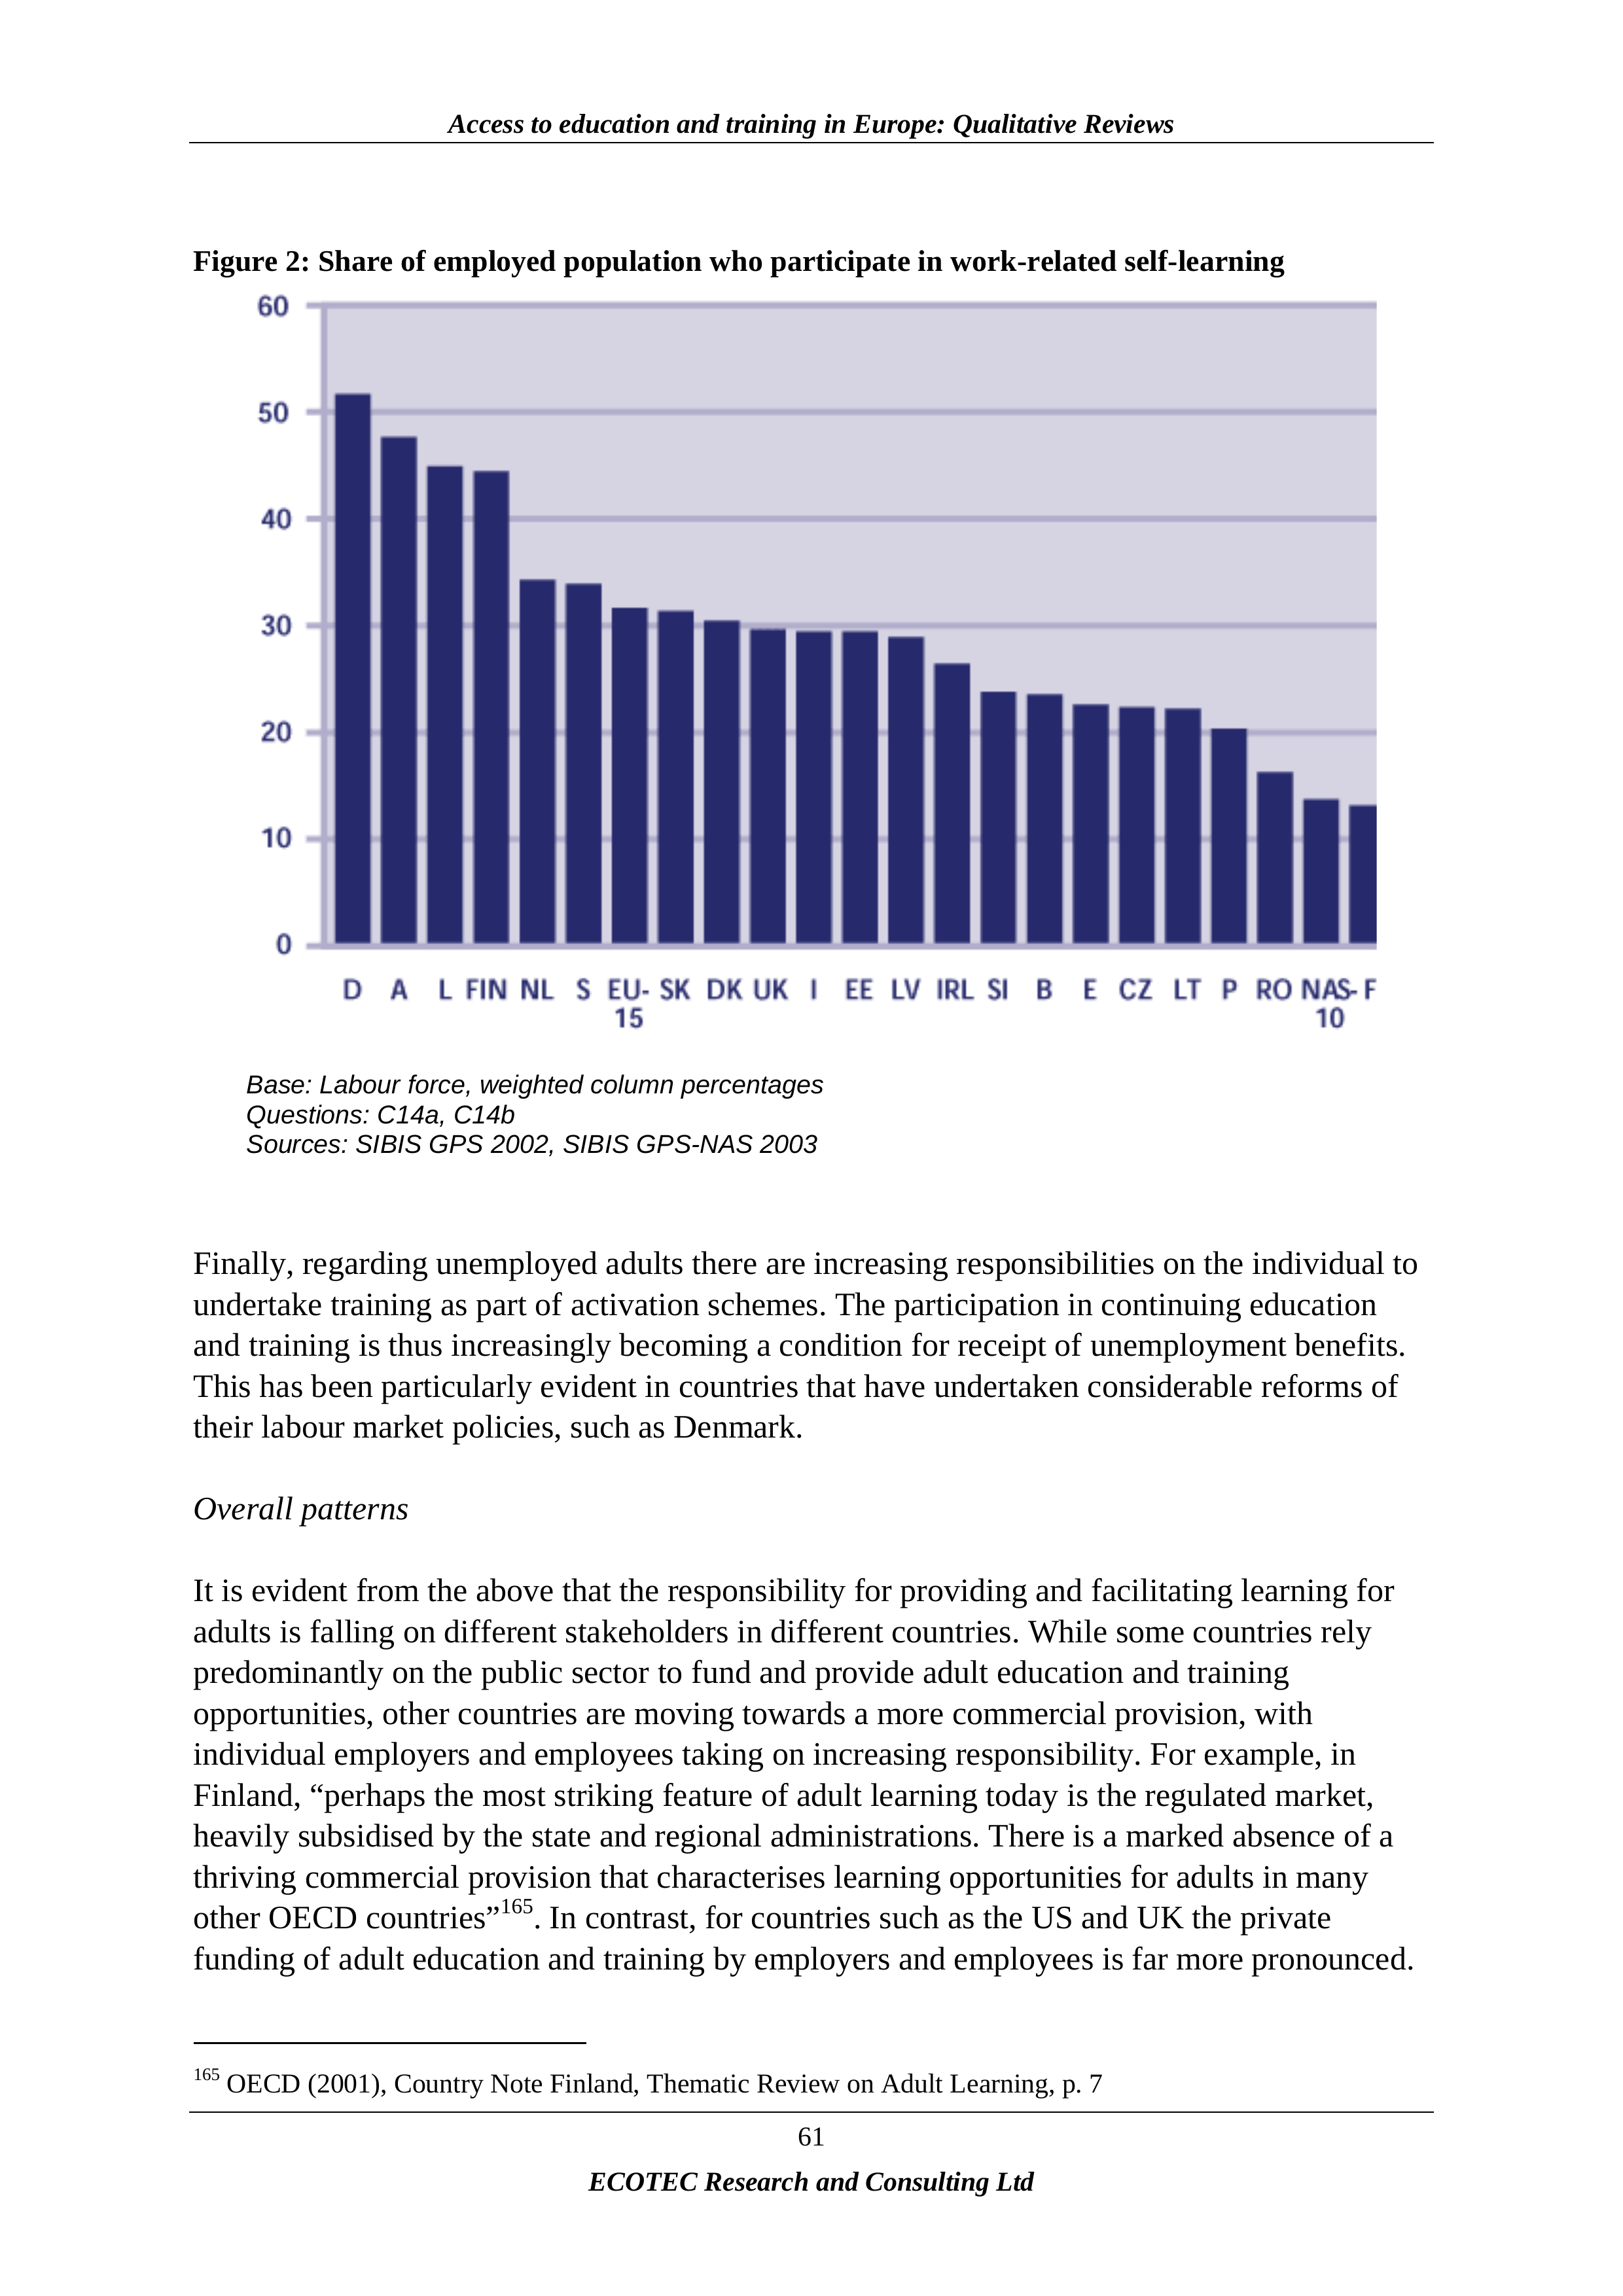 Access to education and training in Europe: Qualitative Reviews
Figure 2: Share of employed population who participate in work-related self-learning
60
50
40
30
20
10
0
D A L FIN NL S EU- SK DK UK I EE LV IRL SI B E CZ LT P RO NAS- F
15 10
Base: Labour force, weighted column percentages
Questions: C14a, C14b
Sources: SIBIS GPS 2002, SIBIS GPS-NAS 2003
Finally, regarding unemployed adults there are increasing responsibilities on the individual to
undertake training as part of activation schemes. The participation in continuing education
and training is thus increasingly becoming a condition for receipt of unemployment benefits.
This has been particularly evident in countries that have undertaken considerable reforms of
their labour market policies, such as Denmark.
Overall patterns
It is evident from the above that the responsibility for providing and facilitating learning for
adults is falling on different stakeholders in different countries. While some countries rely
predominantly on the public sector to fund and provide adult education and training
opportunities, other countries are moving towards a more commercial provision, with
individual employers and employees taking on increasing responsibility. For example, in
Finland, “perhaps the most striking feature of adult learning today is the regulated market,
heavily subsidised by the state and regional administrations. There is a marked absence of a
thriving commercial provision that characterises learning opportunities for adults in many
other OECD countries”165. In contrast, for countries such as the US and UK the private
funding of adult education and training by employers and employees is far more pronounced.
165 OECD (2001), Country Note Finland, Thematic Review on Adult Learning, p. 7
61
ECOTEC Research and Consulting Ltd